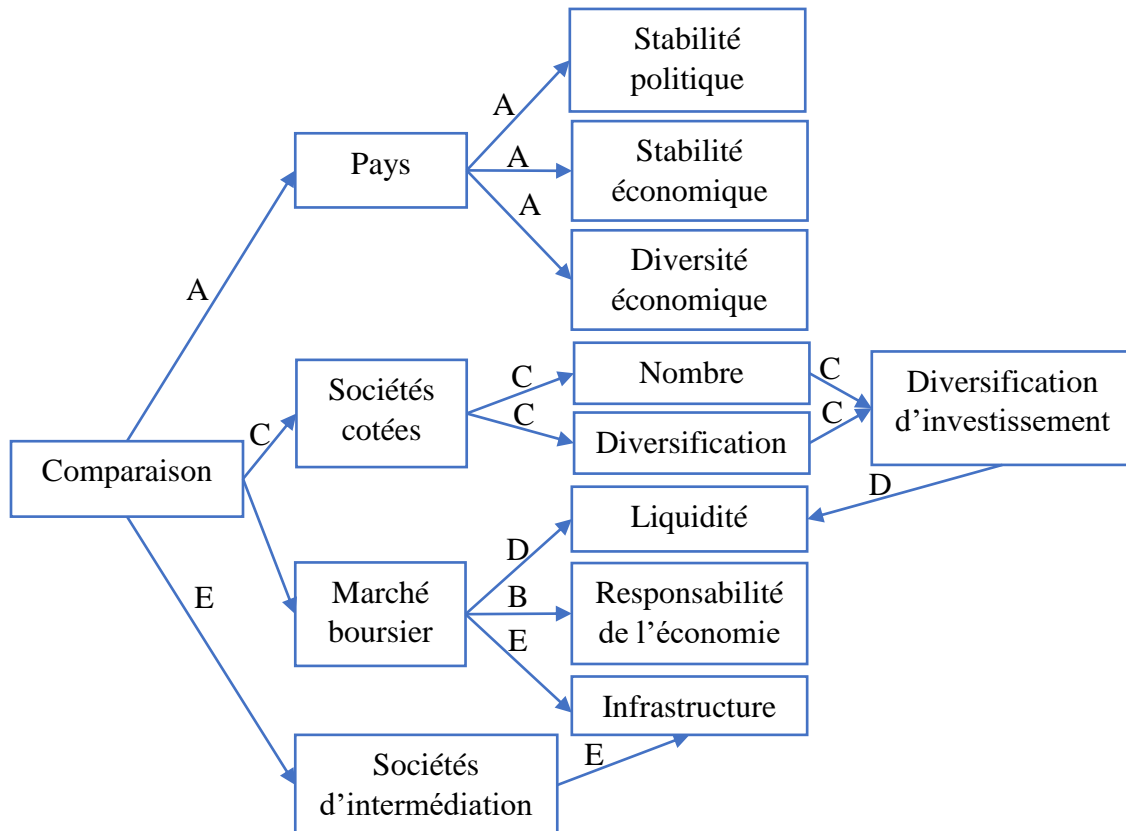 Stabilité
politique
A
Pays
A
Stabilité
économique
A
Diversité
économique
A
Sociétés
cotées
C
Nombre
C
Diversification
d'investissement
C
C
Diversification
C
Comparaison
D
Liquidité
D
Marché
boursier
B
Responsabilité
de l'économie
E
E
Infrastructure
Sociétés
d'intermédiation
E